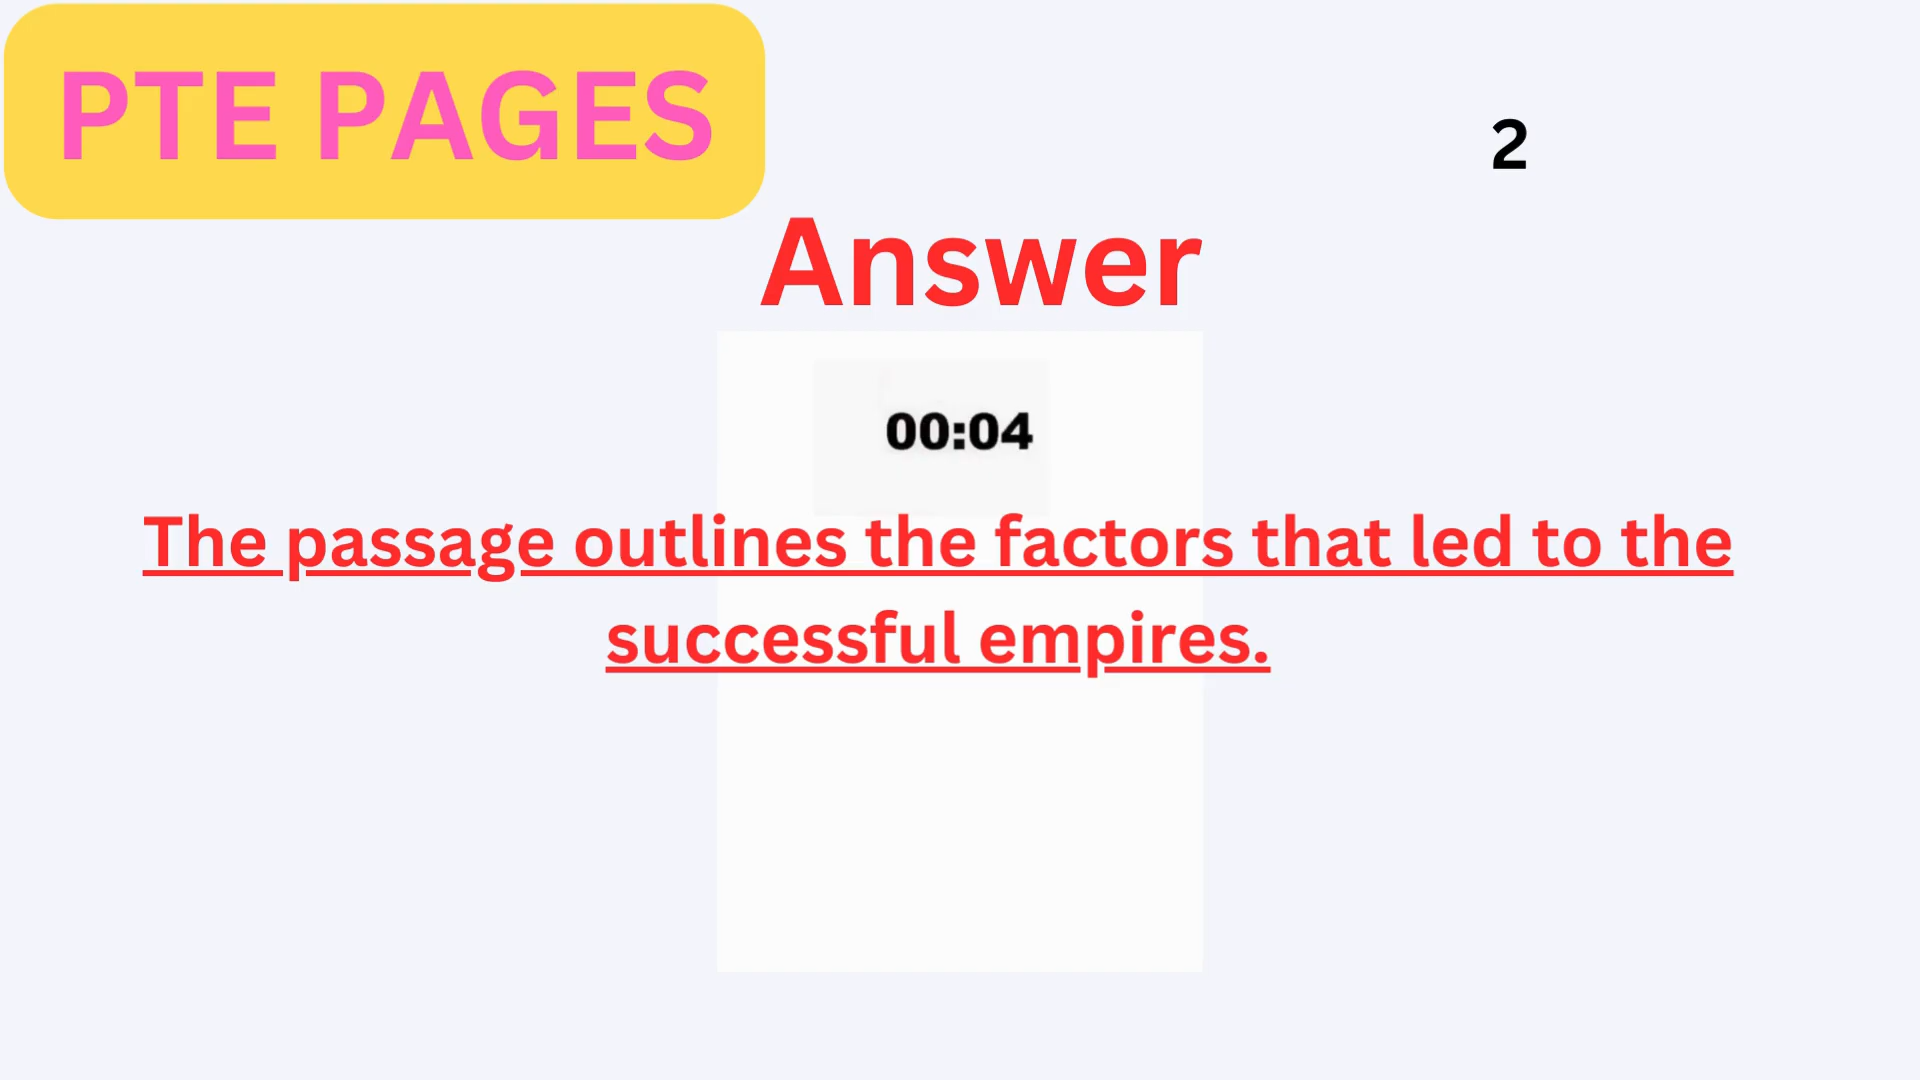 PTE PAGES
2
Answer
00:04
The passage outlines the factors that led to the
successful empires.